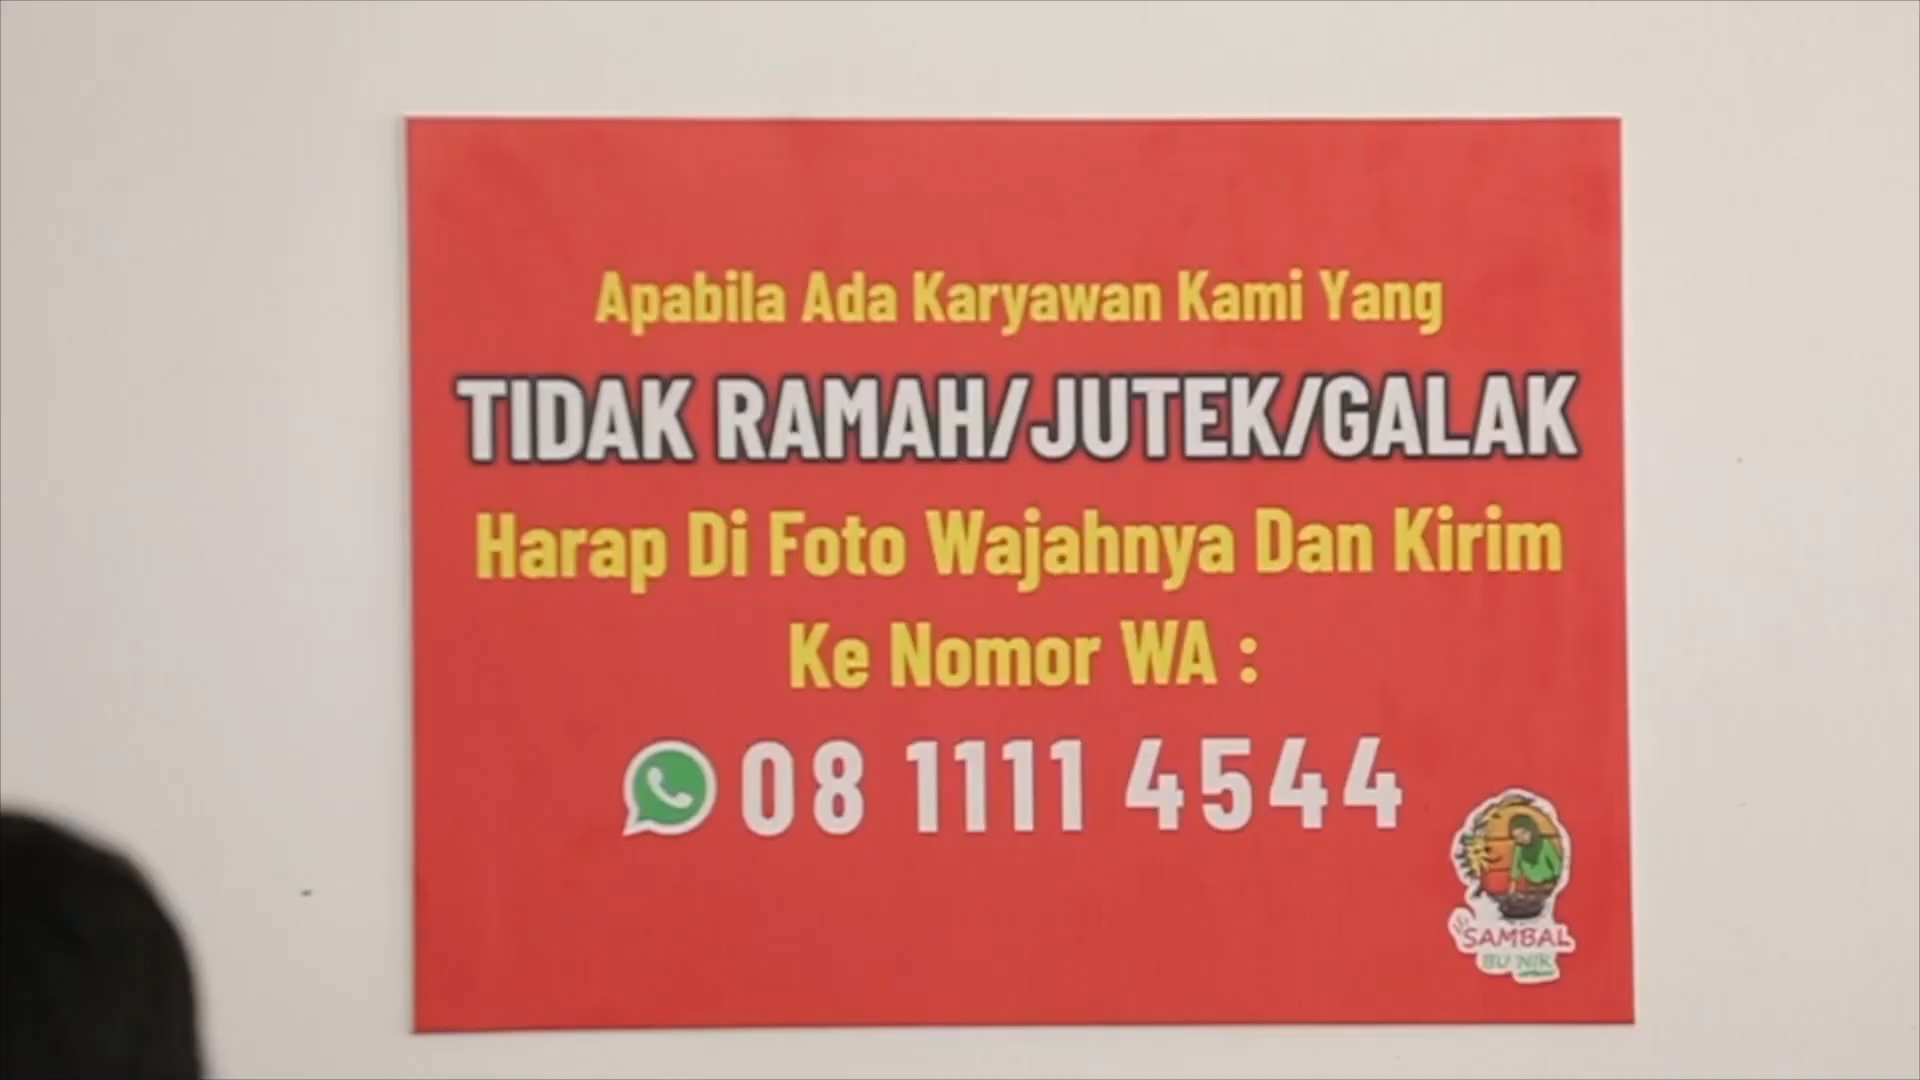 Apabila Ada Karyawan Kami Yang
TIDAK RAMAH/JUTEK/GALAK
Harap Di Foto Wajahnya Dan Kirim
Ke Nomor WA :
08 1111 4544
SAMBAL
BU NIK